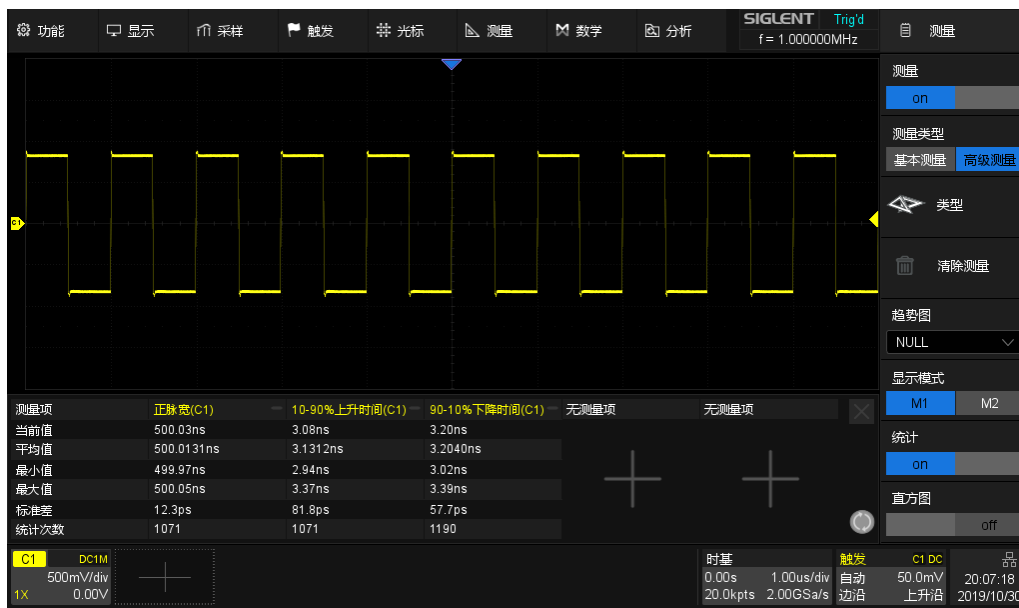 功能 显示 采样 触发 光标 测量 数学 分析 SIGLENT Trig'd 测量
f = 1.000000MHz
测量
on
测量类型
基本测量 高级测量
类型
C1
清除测量
趋势图
NULL
显示模式
M1 M2
统计
on
直方图
off
测量项 正脉宽(C1) 10-90%上升时间(C1) 90-10%下降时间(C1) 无测量项 无测量项
当前值 500.03ns 3.08ns 3.20ns
平均值 500.0131ns 3.1312ns 3.2040ns
最小值 499.97ns 2.94ns 3.02ns
最大值 500.05ns 3.37ns 3.39ns
标准差 12.3ps 81.8ps 57.7ps
统计次数 1071 1071 1190
C1 DC1M 时基 触发 C1 DC
500mV/div 0.00s 1.00us/div 自动 50.0mV 20:07:18
1X 0.00V 20.0kpts 2.00GSa/s 边沿 上升沿 2019/10/30